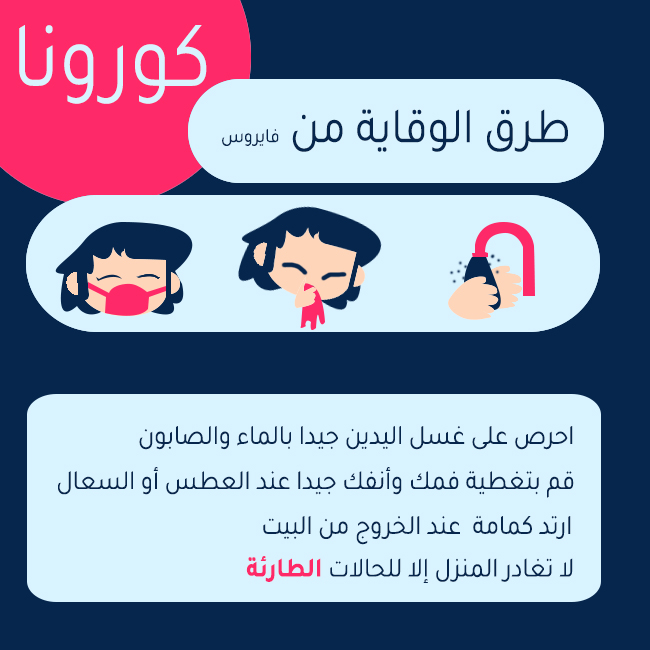 كورونا
طرق الوقاية من فايروس
احرص على غسل اليدين جيدا بالماء والصابون
قم بتغطية فمك وأنفك جيدا عند العطس أو السعال
ارتد كمامة عند الخروج من البيت
لا تغادر المنزل إلا للحالات الطارئة